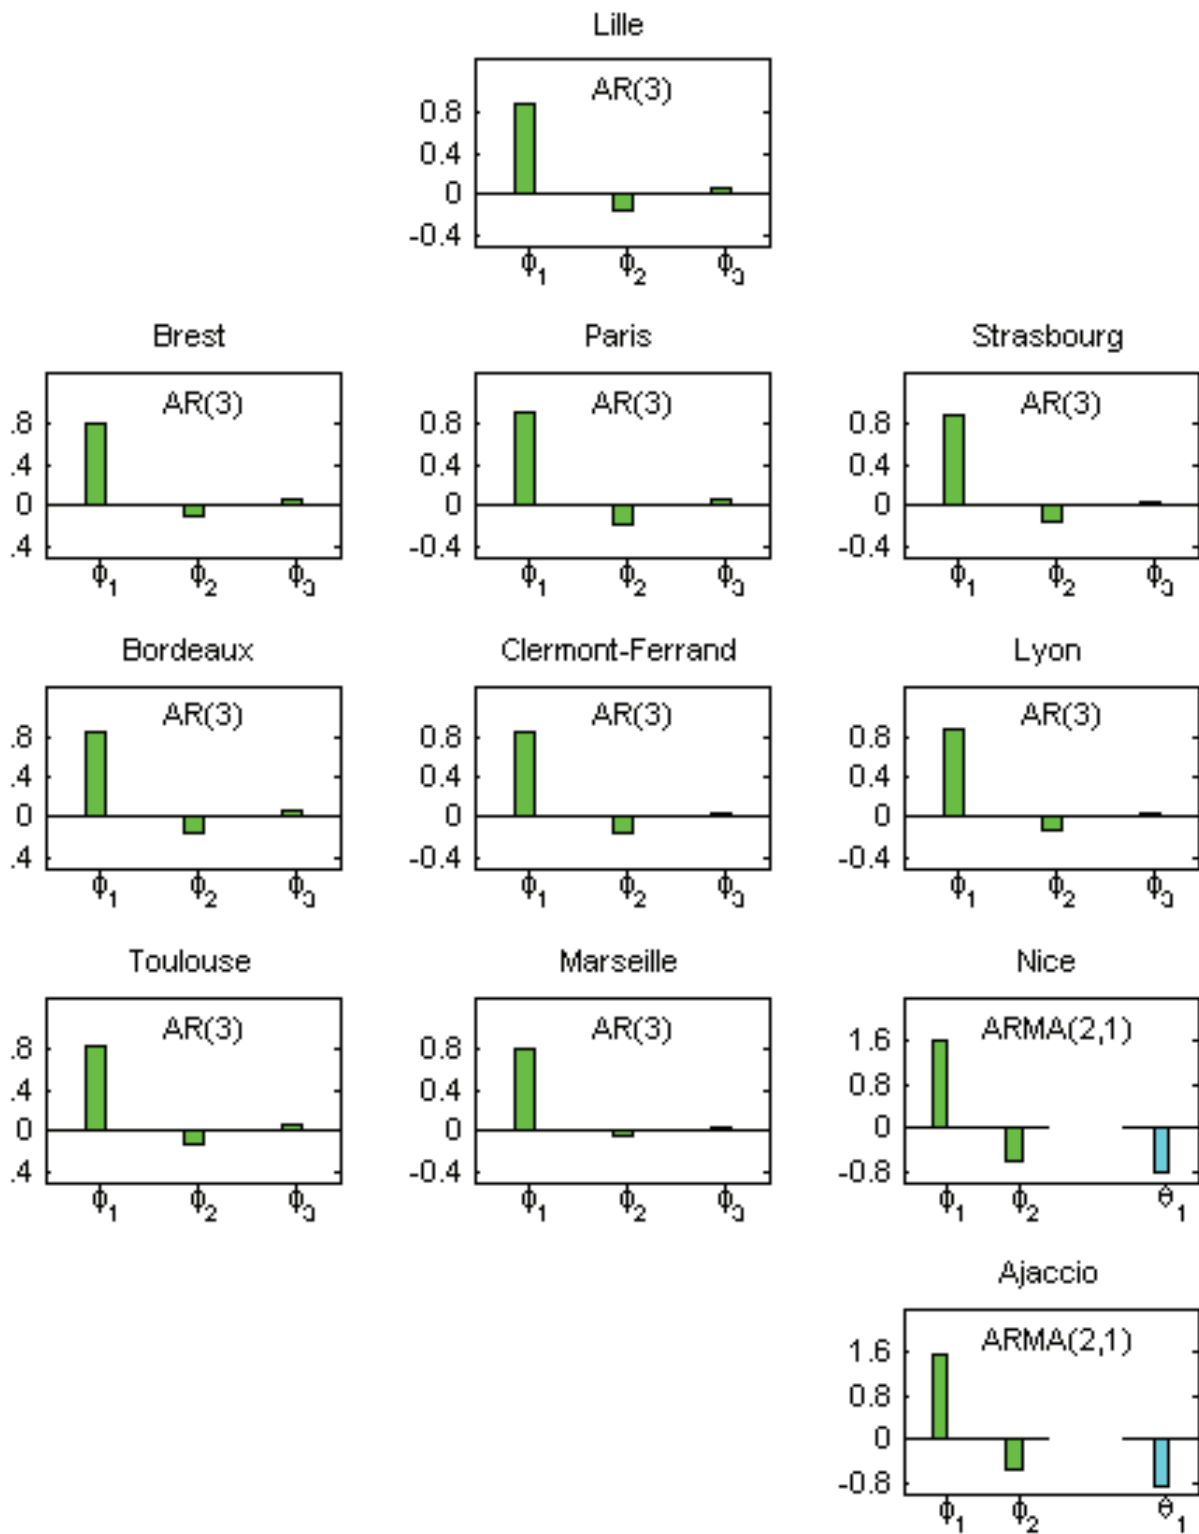 Lille
AR(3)
0.8
0.4
0
-0.4
ϕ1 ϕ2 ϕ3
Brest Paris Strasbourg
AR(3) AR(3) AR(3)
.8 0.8 0.8
.4 0.4 0.4
0 0 0
.4 -0.4 -0.4
ϕ1 ϕ2 ϕ3 ϕ1 ϕ2 ϕ3 ϕ1 ϕ2 ϕ3
Bordeaux Clermont-Ferrand Lyon
AR(3) AR(3) AR(3)
.8 0.8 0.8
.4 0.4 0.4
0 0 0
.4 -0.4 -0.4
ϕ1 ϕ2 ϕ3 ϕ1 ϕ2 ϕ3 ϕ1 ϕ2 ϕ3
Toulouse Marseille Nice
AR(3) AR(3) ARMA(2,1)
.8 0.8 1.6
.4 0.4 0.8
0 0 0
.4 -0.4 -0.8
ϕ1 ϕ2 ϕ3 ϕ1 ϕ2 ϕ3 ϕ1 ϕ2 θ1
Ajaccio
ARMA(2,1)
1.6
0.8
0
-0.8
ϕ1 ϕ2 θ1